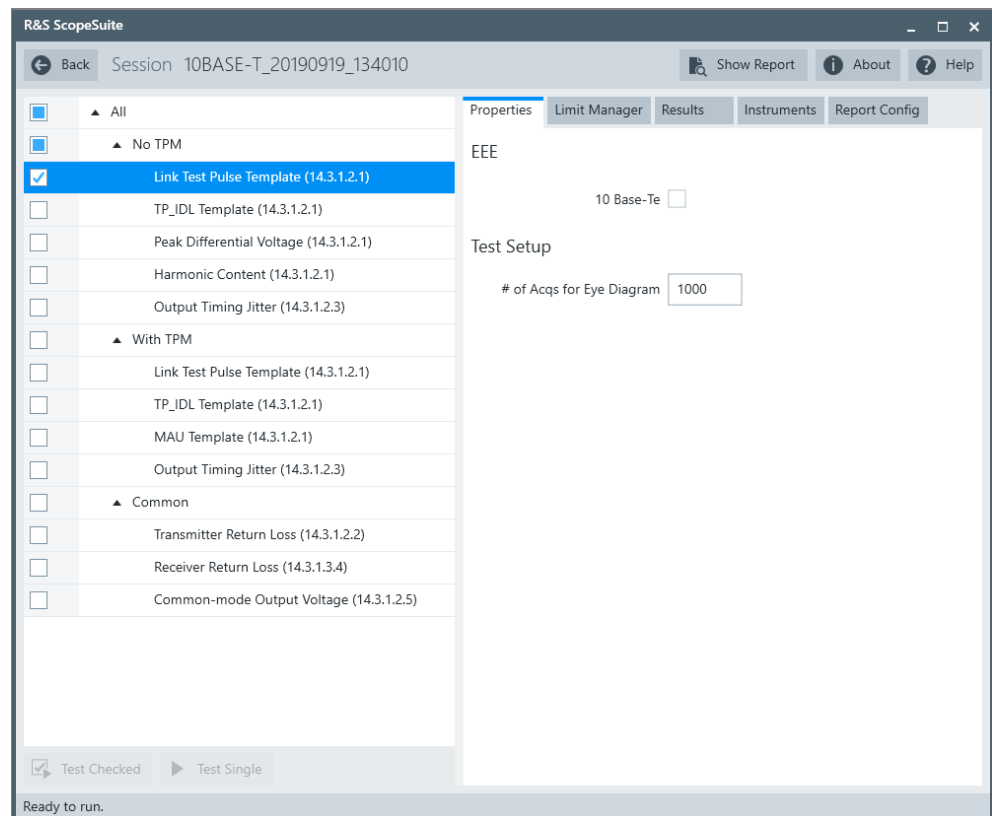 R&S ScopeSuite
Back Session 10BASE-T_20190919_134010 Show Report About Help
All
No TPM
Link Test Pulse Template (14.3.1.2.1)
TP_IDL Template (14.3.1.2.1)
Peak Differential Voltage (14.3.1.2.1)
Harmonic Content (14.3.1.2.1)
Output Timing Jitter (14.3.1.2.3)
With TPM
Link Test Pulse Template (14.3.1.2.1)
TP_IDL Template (14.3.1.2.1)
MAU Template (14.3.1.2.1)
Output Timing Jitter (14.3.1.2.3)
Common
Transmitter Return Loss (14.3.1.2.2)
Receiver Return Loss (14.3.1.3.4)
Common-mode Output Voltage (14.3.1.2.5)
Test Checked Test Single
Properties Limit Manager Results Instruments Report Config
EEE
10 Base-Te
Test Setup
# of Acqs for Eye Diagram 1000
Ready to run.